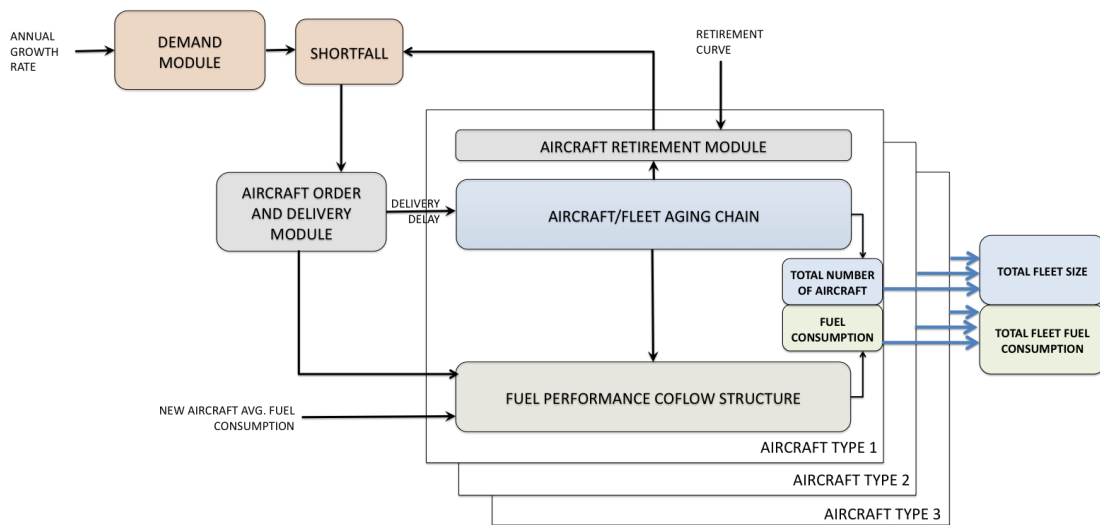 ANNUAL
GROWTH
RATE
DEMAND
MODULE
SHORTFALL
RETIREMENT
CURVE
AIRCRAFT RETIREMENT MODULE
AIRCRAFT ORDER
AND DELIVERY
MODULE
DELIVERY
DELAY
AIRCRAFT/FLEET AGING CHAIN
TOTAL NUMBER
OF AIRCRAFT
FUEL
CONSUMPTION
TOTAL FLEET SIZE
TOTAL FLEET FUEL
CONSUMPTION
FUEL PERFORMANCE COFLOW STRUCTURE
NEW AIRCRAFT AVG. FUEL
CONSUMPTION
AIRCRAFT TYPE 1
AIRCRAFT TYPE 2
AIRCRAFT TYPE 3